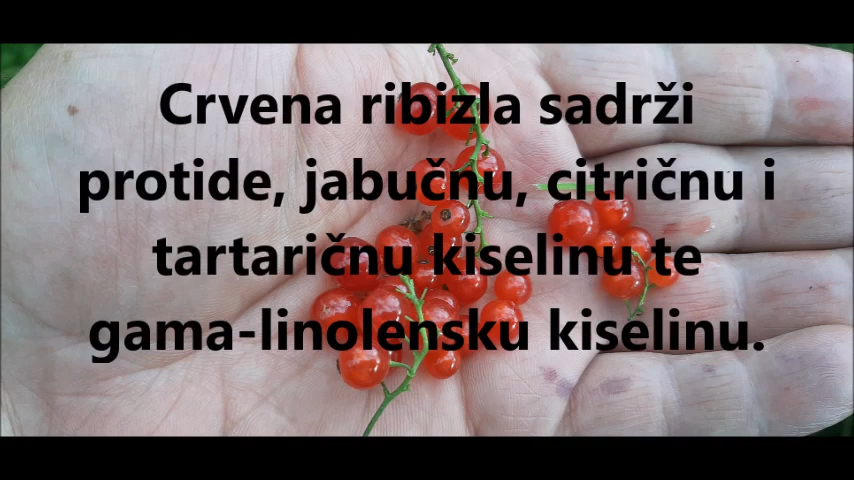 Crvena ribizla sadrži
protide, jabučnu, citričnu i
tartaričnu kiselinu te
gama-linolensku kiselinu.